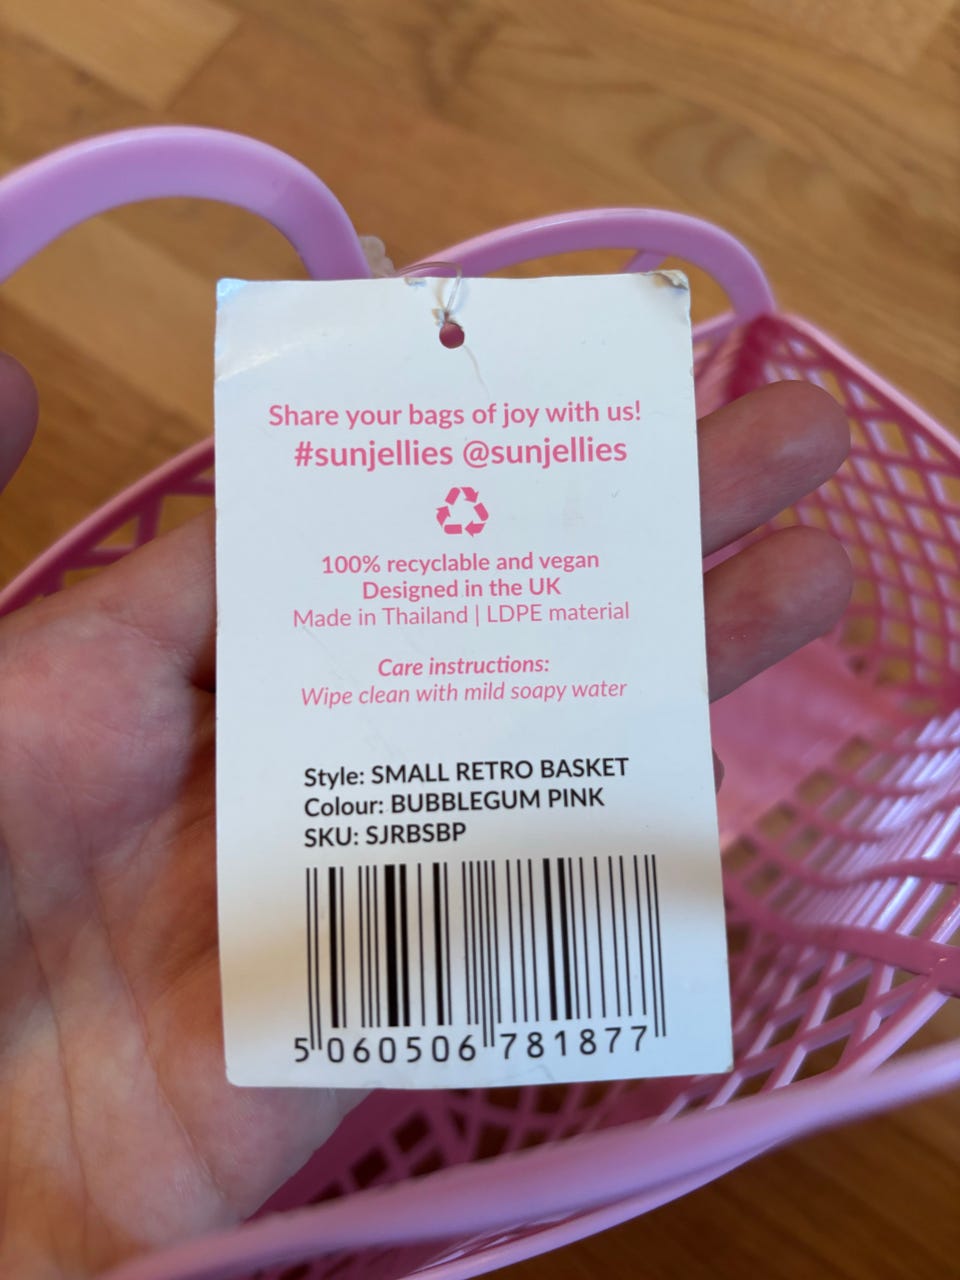 Share your bags of joy with us!
#sunjellies @sunjellies
100% recyclable and vegan
Designed in the UK
Made in Thailand | LDPE material
Care instructions:
Wipe clean with mild soapy water
Style: SMALL RETRO BASKET
Colour: BUBBLEGUM PINK
SKU: SJRBSBP
5 060506 781877